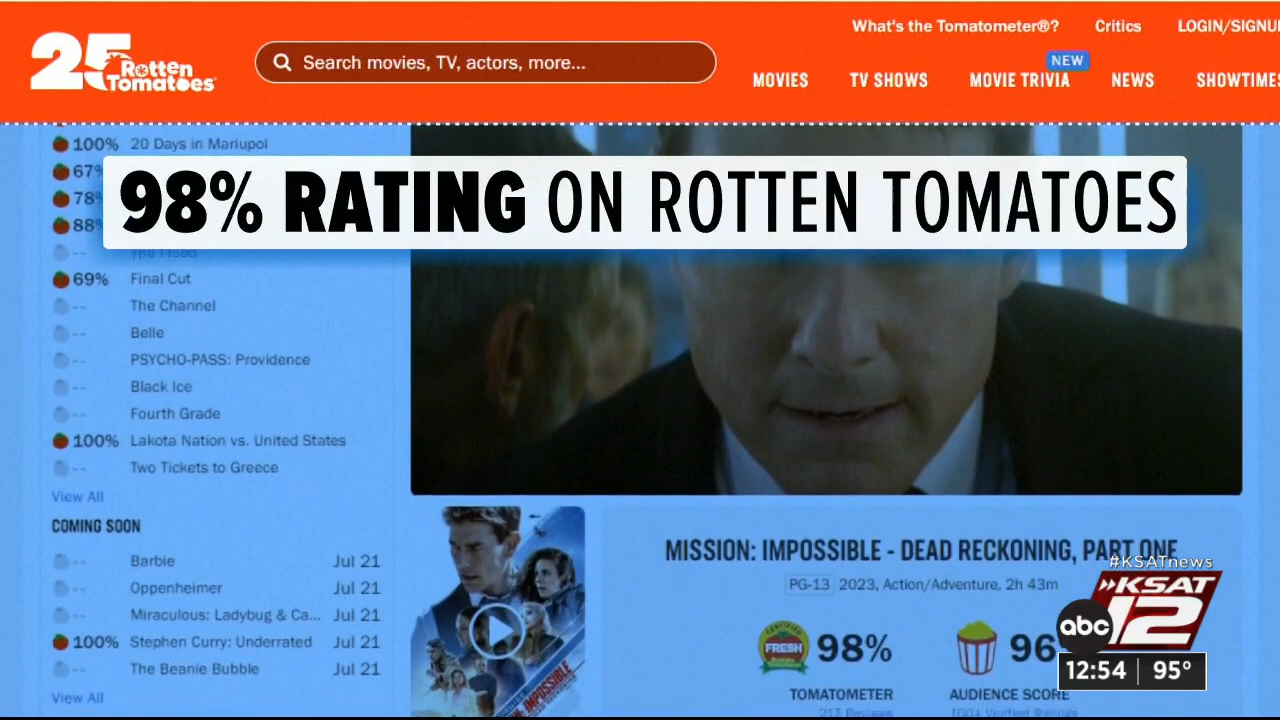 What's the Tomatometer®? Critics LOGIN/SIGNU
25 Rotten Tomatoes
Search movies, TV, actors, more...
NEW
MOVIES TV SHOWS MOVIE TRIVIA NEWS SHOWTIMES
100% 20 Days in Mariupol
67%
78%
88%
98% RATING ON ROTTEN TOMATOES
69% Final Cut
-- The Channel
-- Belle
-- PSYCHO-PASS: Providence
-- Black Ice
-- Fourth Grade
100% Lakota Nation vs. United States
-- Two Tickets to Greece
View All
COMING SOON
-- Barbie Jul 21
-- Oppenheimer Jul 21
-- Miraculous: Ladybug & Ca... Jul 21
100% Stephen Curry: Underrated Jul 21
-- The Beanie Bubble Jul 21
View All
MISSION: IMPOSSIBLE - DEAD RECKONING, PART ONE
PG-13 2023, Action/Adventure, 2h 43m
CERTIFIED FRESH
98% 96
TOMATOMETER AUDIENCE SCORE
#KSATnews
KSAT
abc 12
12:54 95°